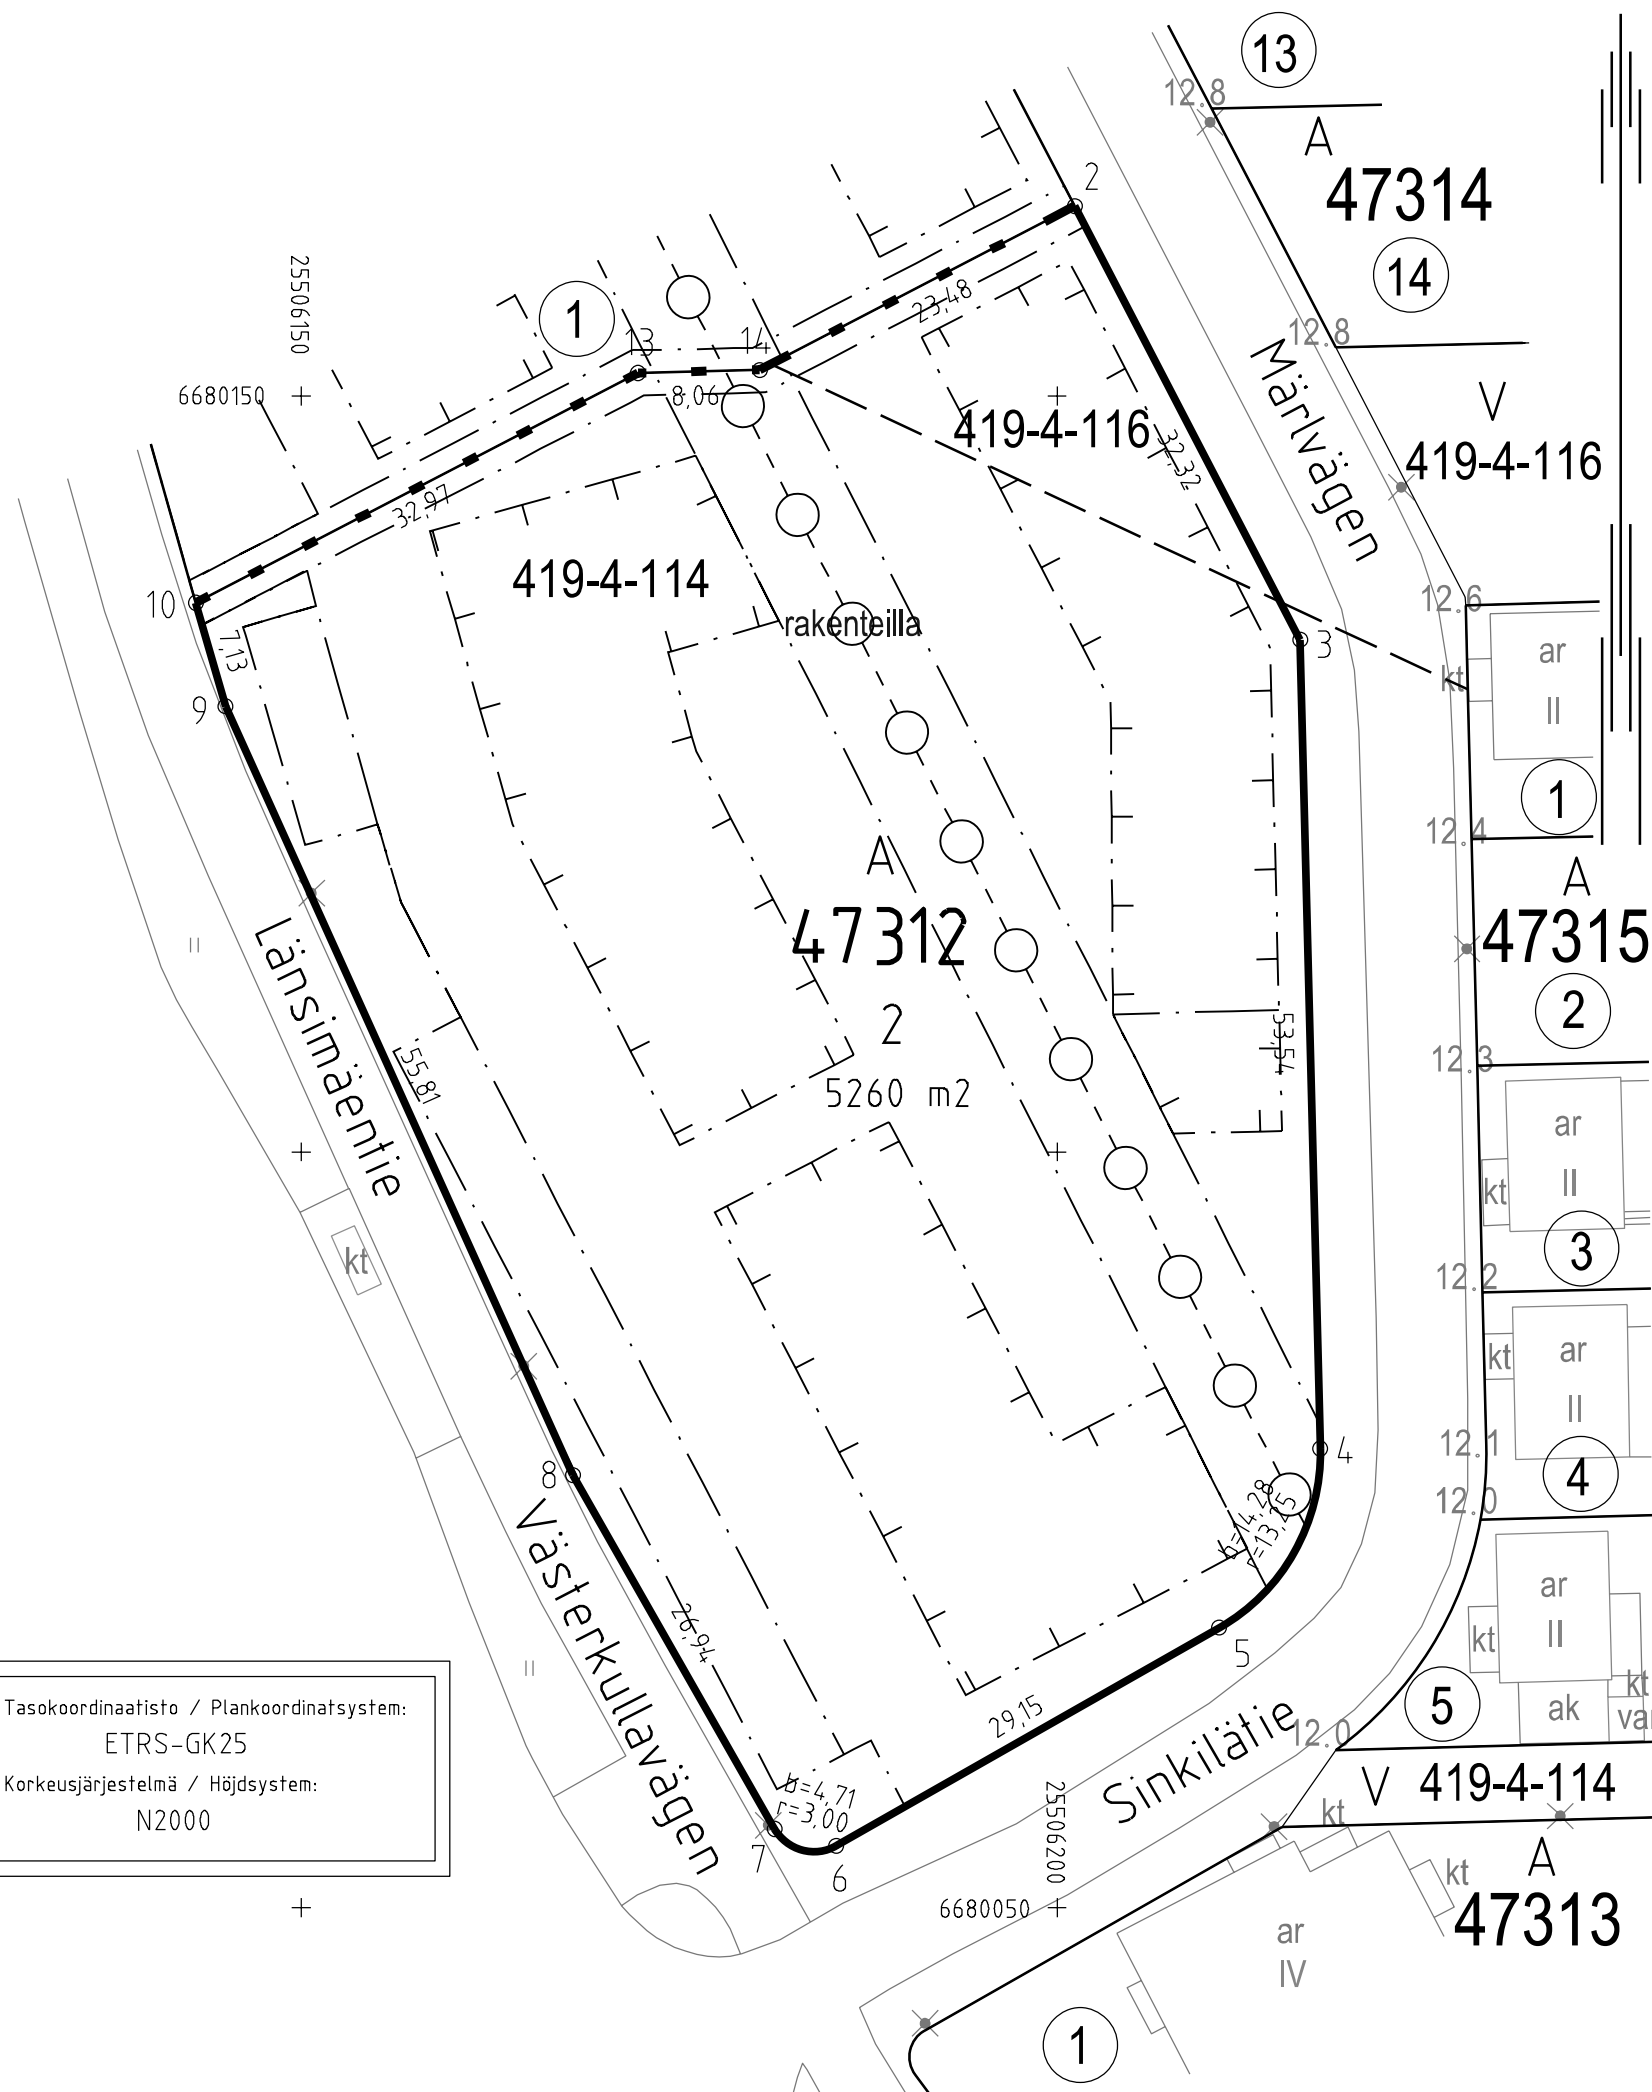 13
12.8
A
47314
2
14
25506150
1
23,48
12.8
13
14
Märlvägen
6680150
8,06
V
419-4-116
32,32
419-4-116
32,97
419-4-114
10
rakenteilla
12.6
7,13
3
ar
kt
II
9
1
12.4
A
A
47312
47315
Länsimäentie
2
2
53,54
12.3
55,81
5260 m2
ar
kt
II
kt
3
12.2
ar
kt
II
12.1
4
4
8
b=14,28
r=13,25
12.0
Västerkullavägen
ar
II
kt
26,94
5
kt
5
ak
var
29,15
Tasokoordinaatisto / Plankoordinatsystem:
ETRS-GK25
Korkeusjärjestelmä / Höjdsystem:
N2000
Sinkilätie
12.0
b=4,71
r=3,00
V 419-4-114
kt
7
6
25506200
A
kt
6680050
47313
ar
IV
1